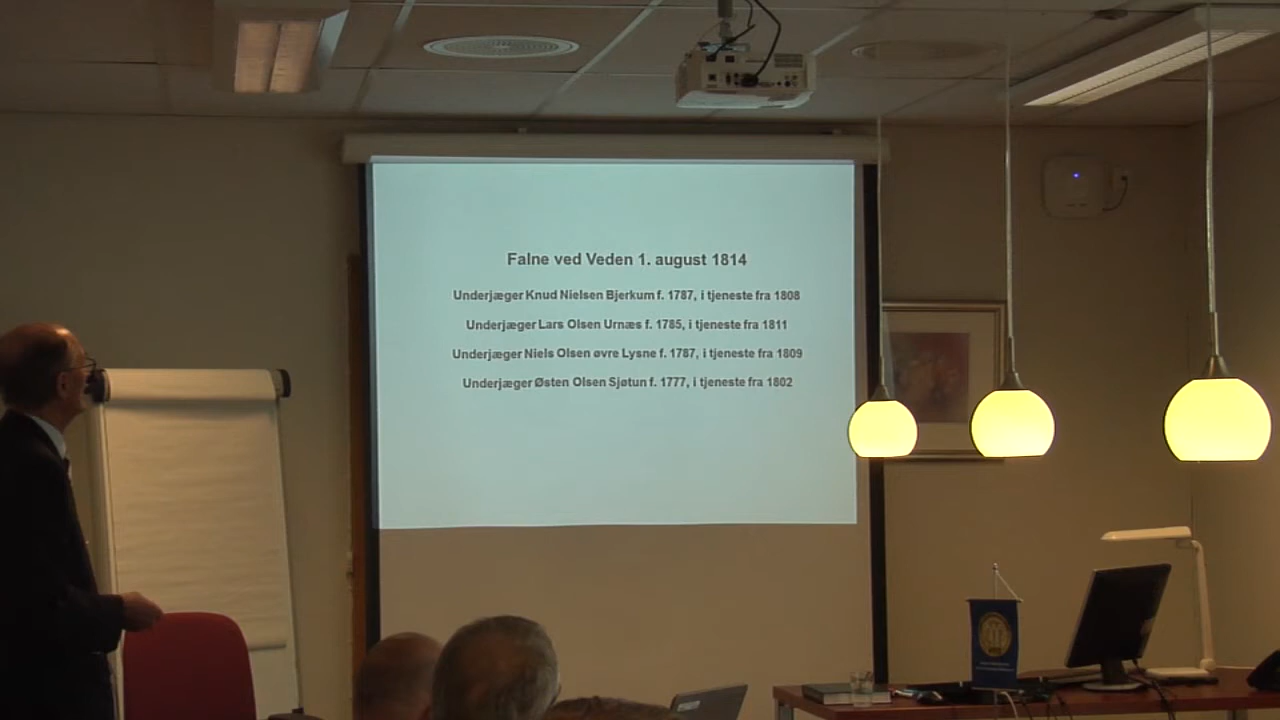 Falne ved Veden 1. august 1814
Underjæger Knud Nielsen Bjerkum f. 1787, i tjeneste fra 1808
Underjæger Lars Olsen Urnæs f. 1785, i tjeneste fra 1811
Underjæger Niels Olsen øvre Lysne f. 1787, i tjeneste fra 1809
Underjæger Østen Olsen Sjøtun f. 1777, i tjeneste fra 1802